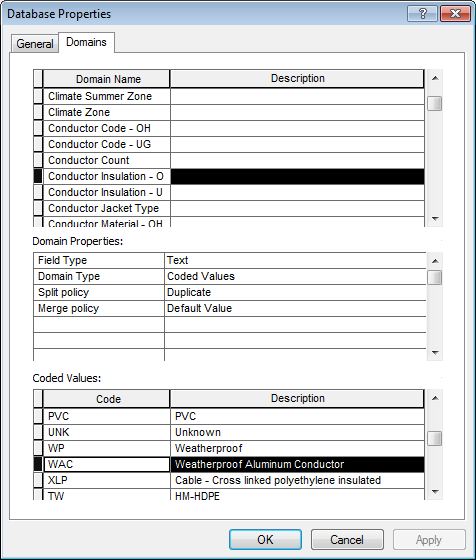 Database Properties
General Domains
Domain Name Description
Climate Summer Zone
Climate Zone
Conductor Code - OH
Conductor Code - UG
Conductor Count
Conductor Insulation - O
Conductor Insulation - U
Conductor Jacket Type
Conductor Material - OH
Domain Properties:
Field Type Text
Domain Type Coded Values
Split policy Duplicate
Merge policy Default Value
Coded Values:
Code Description
PVC PVC
UNK Unknown
WP Weatherproof
WAC Weatherproof Aluminum Conductor
XLP Cable - Cross linked polyethylene insulated
TW HM-HDPE
OK Cancel Apply